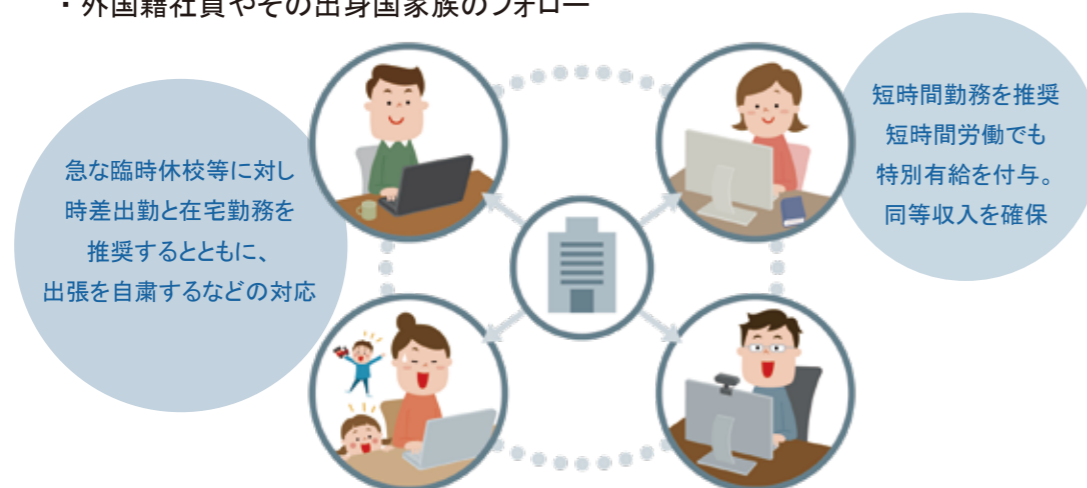 ・外国籍社員やその出身国家族のフォロー
急な臨時休校等に対し
時差出勤と在宅勤務を
推奨するとともに、
出張を自粛するなどの対応
短時間勤務を推奨
短時間労働でも
特別有給を付与。
同等収入を確保